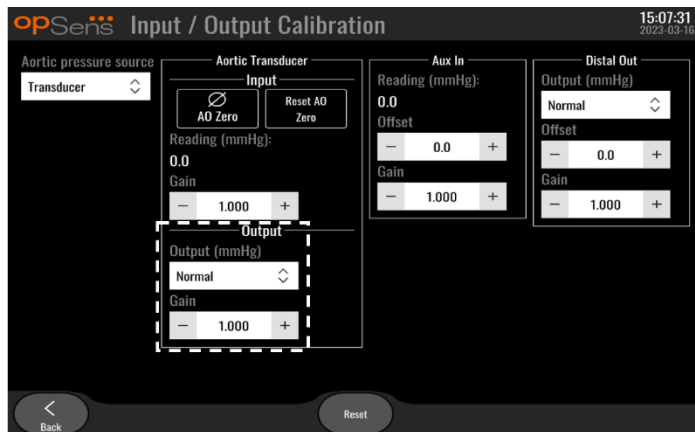 opSens Input / Output Calibration
15:07:31
2023-03-16
Aortic pressure source
Transducer
Aortic Transducer
Input
AO Zero
Reset AO
Zero
Reading (mmHg):
0.0
Gain
− 1.000 +
Output
Output (mmHg)
Normal
Gain
− 1.000 +
Aux In
Reading (mmHg):
0.0
Offset
− 0.0 +
Gain
− 1.000 +
Distal Out
Output (mmHg)
Normal
Offset
− 0.0 +
Gain
− 1.000 +
Back
Reset